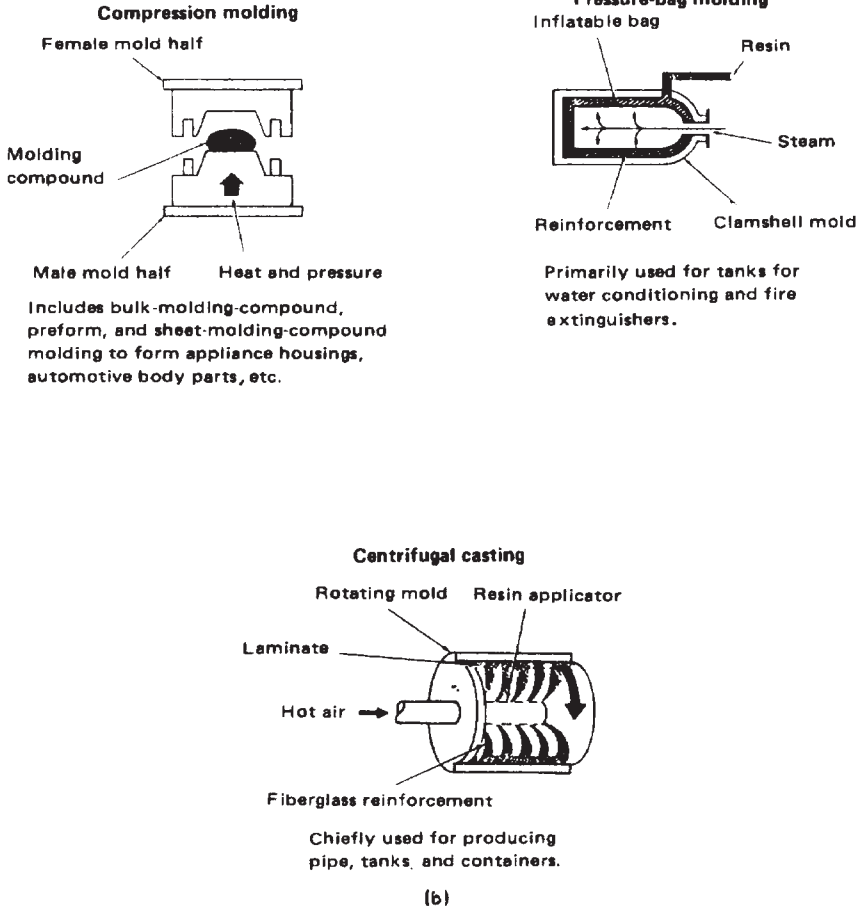 Compression molding
Female mold half
Molding
compound
Male mold half
Heat and pressure
Includes bulk-molding-compound,
preform, and sheet-molding-compound
molding to form appliance housings,
automotive body parts, etc.
Pressure-bag molding
Inflatable bag
Resin
Steam
Reinforcement
Clamshell mold
Primarily used for tanks for
water conditioning and fire
extinguishers.
Centrifugal casting
Rotating mold
Resin applicator
Laminate
Hot air
Fiberglass reinforcement
Chiefly used for producing
pipe, tanks, and containers.
(b)